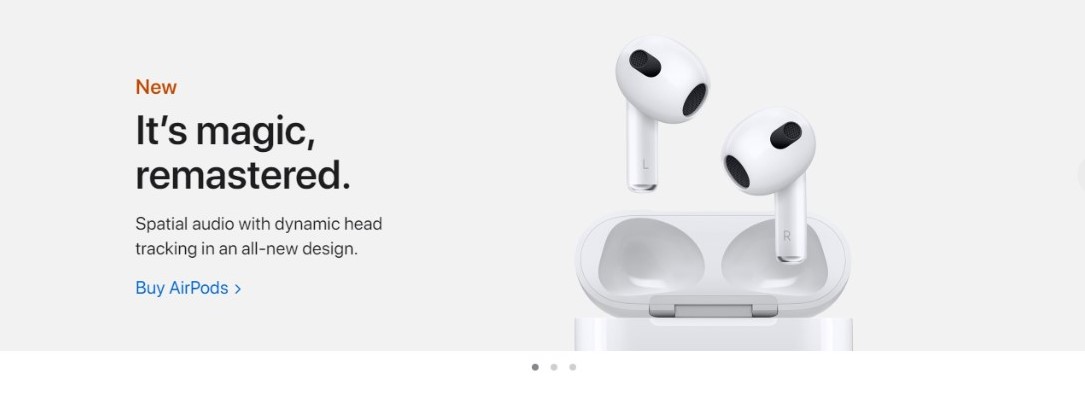 New
It’s magic,
remastered.
Spatial audio with dynamic head
tracking in an all-new design.
Buy AirPods >
L
R